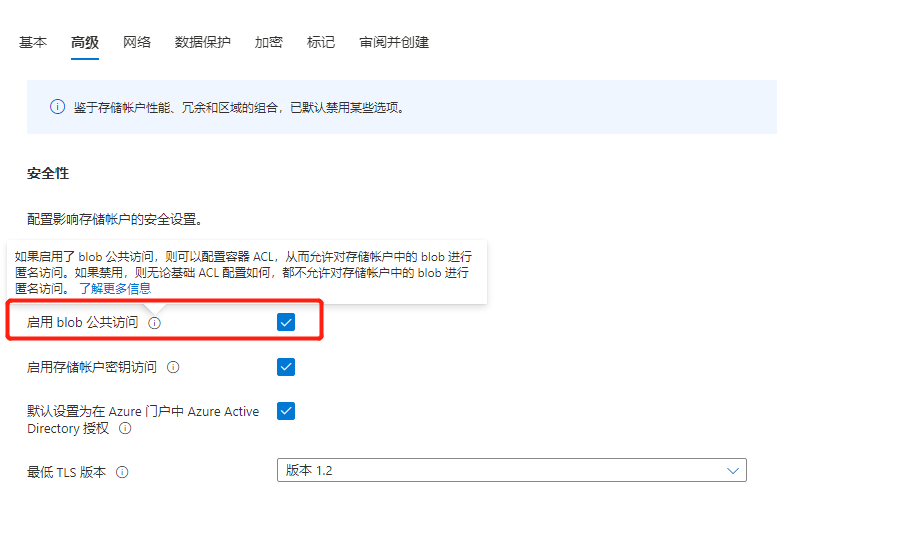 基本 高级 网络 数据保护 加密 标记 审阅并创建
鉴于存储帐户性能、冗余和区域的组合，已默认禁用某些选项。
安全性
配置影响存储帐户的安全设置。
如果启用了 blob 公共访问，则可以配置容器 ACL，从而允许对存储帐户中的 blob 进行
匿名访问。如果禁用，则无论基础 ACL 配置如何，都不允许对存储帐户中的 blob 进行
匿名访问。 了解更多信息
启用 blob 公共访问
启用存储帐户密钥访问
默认设置为在 Azure 门户中 Azure Active
Directory 授权
最低 TLS 版本 版本 1.2